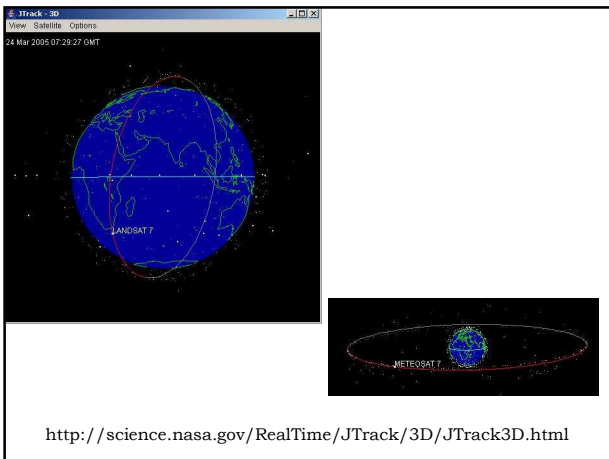 JTrack - 3D
View Satellite Options
24 Mar 2005 07:29:27 GMT
LANDSAT 7
METEOSAT 7
http://science.nasa.gov/RealTime/JTrack/3D/JTrack3D.html